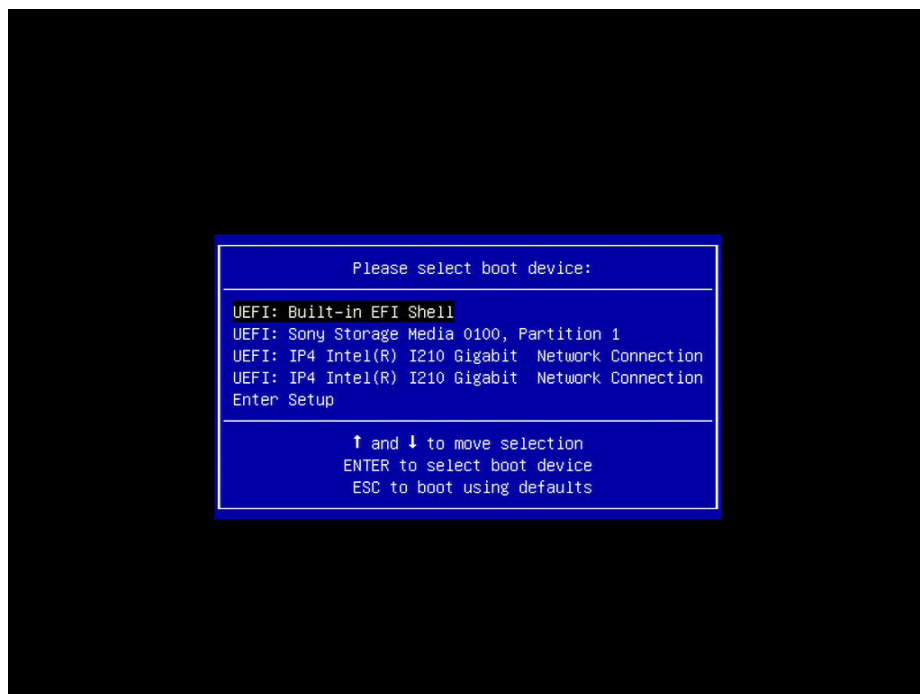 Please select boot device:
UEFI: Built-in EFI Shell
UEFI: Sony Storage Media 0100, Partition 1
UEFI: IP4 Intel(R) I210 Gigabit  Network Connection
UEFI: IP4 Intel(R) I210 Gigabit  Network Connection
Enter Setup
↑ and ↓ to move selection
ENTER to select boot device
ESC to boot using defaults